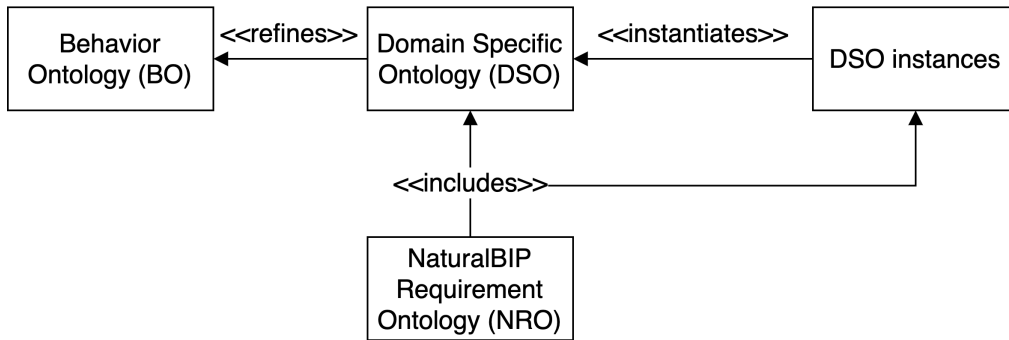 Behavior
Ontology (BO)
<<refines>>
Domain Specific
Ontology (DSO)
<<instantiates>>
DSO instances
<<includes>>
NaturalBIP
Requirement
Ontology (NRO)